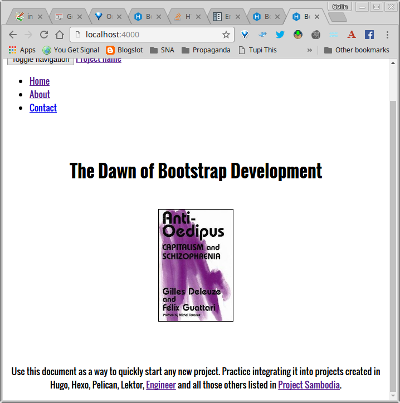 in
G
Ol
B
H
E
H
B
H
B
Collin
localhost:4000
Apps
You Get Signal
Blogslot
SNA
Propaganda
Tupi This
»
Other bookmarks
Toggle navigation Project name
Home
About
Contact
The Dawn of Bootstrap Development
Anti-
Oedipus
CAPITALISM and
SCHIZOPHRENIA
Gilles Deleuze
and
Félix Guattari
Use this document as a way to quickly start any new project. Practice integrating it into projects created in
Hugo, Hexo, Pelican, Lektor, Engineer and all those others listed in Project Sambodia.